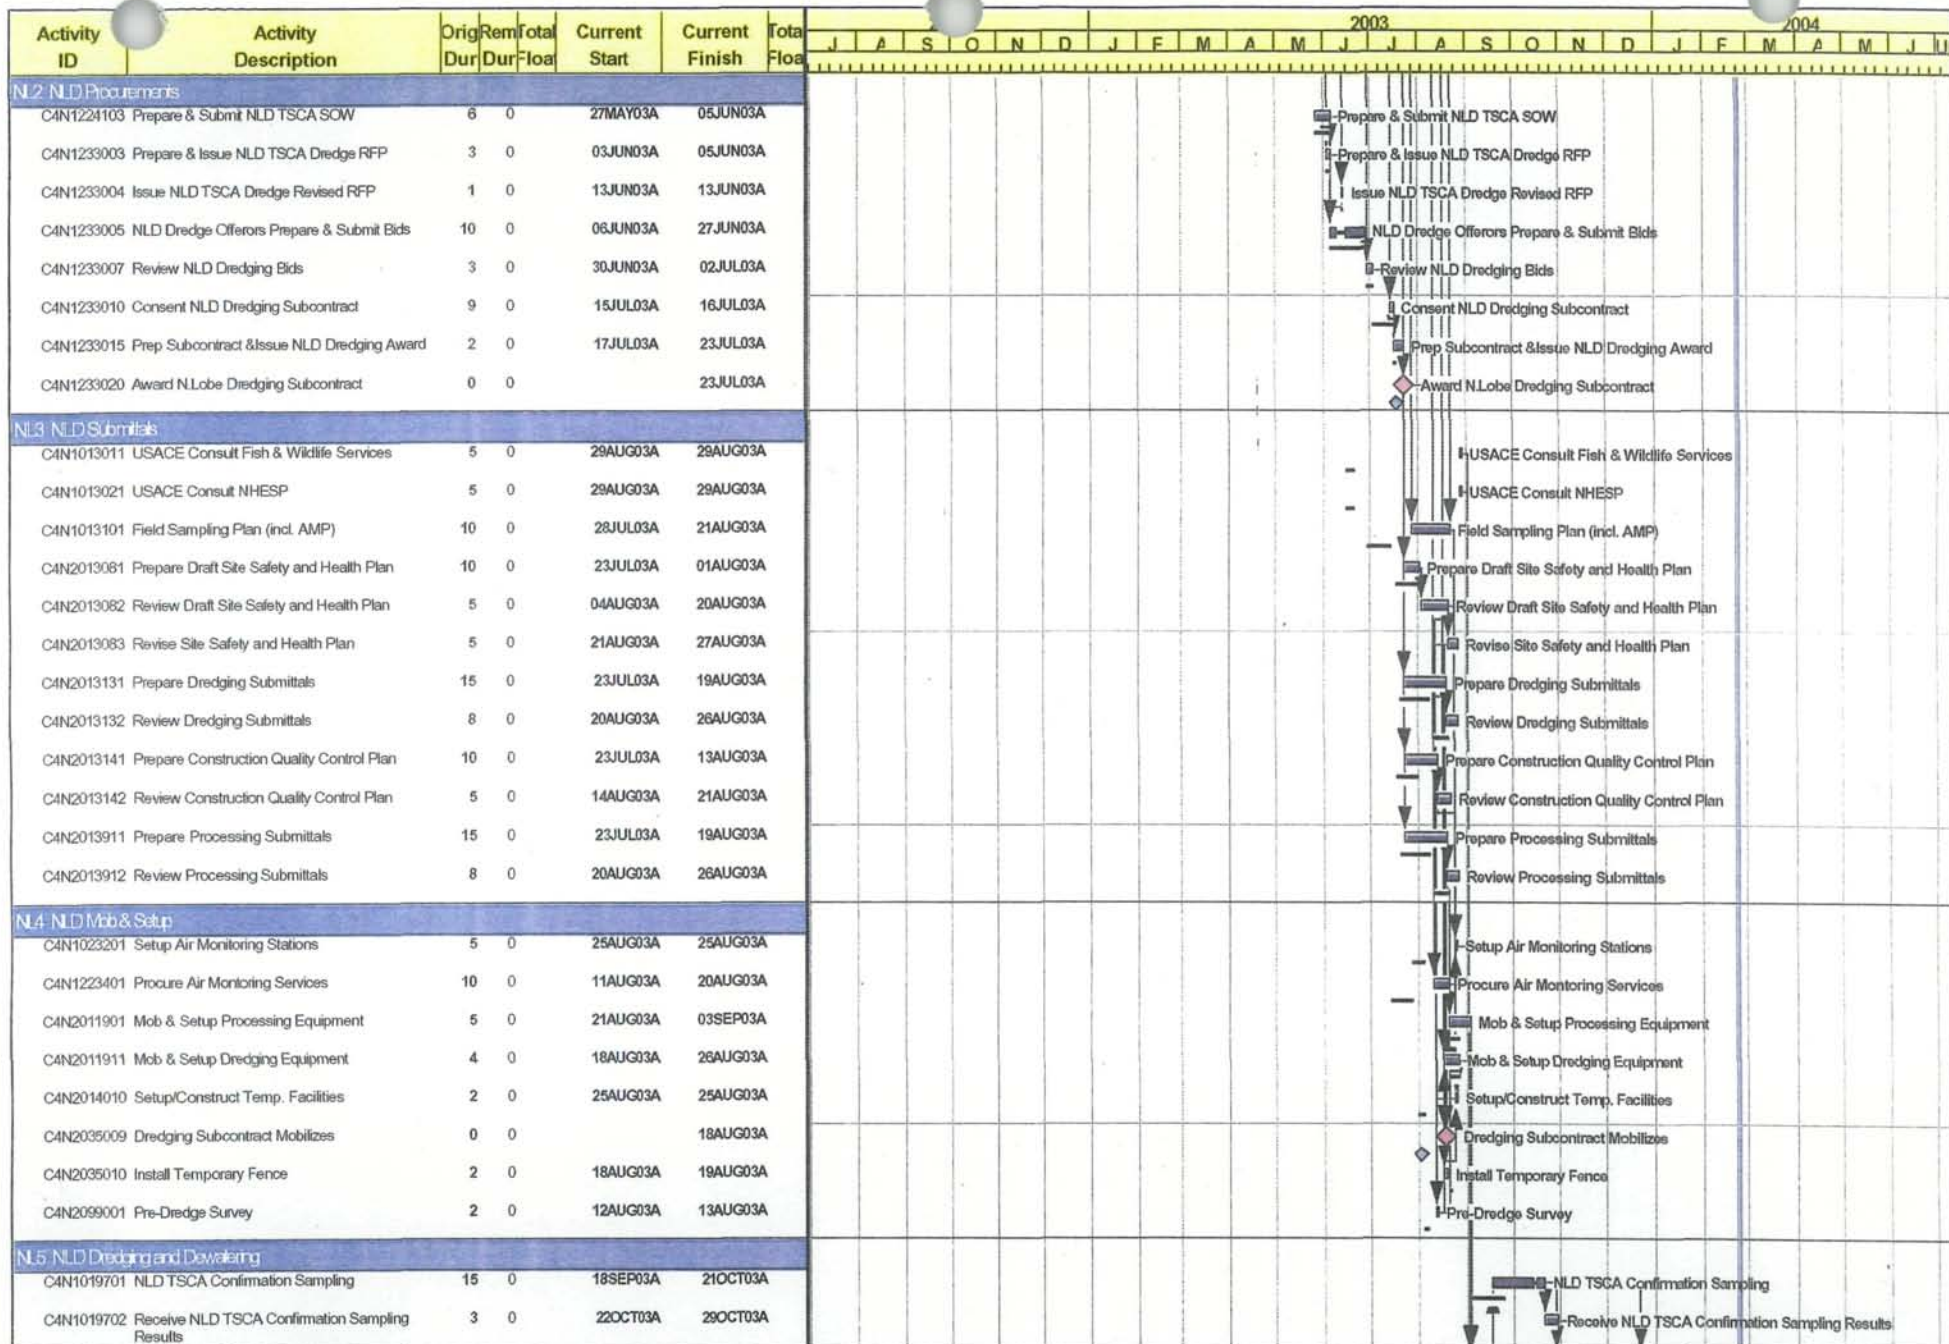 Activity ID Activity Description Orig Dur Rem Dur Total Float Current Start Current Finish Total Float
2003 2004
J A S O N D J F M A M J J A S O N D J F M A M J
NL2 NLD Procurements
C4N1224103 Prepare & Submit NLD TSCA SOW 6 0 27MAY03A 05JUN03A Prepare & Submit NLD TSCA SOW
C4N1233003 Prepare & Issue NLD TSCA Dredge RFP 3 0 03JUN03A 05JUN03A Prepare & Issue NLD TSCA Dredge RFP
C4N1233004 Issue NLD TSCA Dredge Revised RFP 1 0 13JUN03A 13JUN03A Issue NLD TSCA Dredge Revised RFP
C4N1233005 NLD Dredge Offerors Prepare & Submit Bids 10 0 06JUN03A 27JUN03A NLD Dredge Offerors Prepare & Submit Bids
C4N1233007 Review NLD Dredging Bids 3 0 30JUN03A 02JUL03A Review NLD Dredging Bids
C4N1233010 Consent NLD Dredging Subcontract 9 0 15JUL03A 16JUL03A Consent NLD Dredging Subcontract
C4N1233015 Prep Subcontract &Issue NLD Dredging Award 2 0 17JUL03A 23JUL03A Prep Subcontract &Issue NLD Dredging Award
C4N1233020 Award N.Lobe Dredging Subcontract 0 0 23JUL03A Award N.Lobe Dredging Subcontract
NL3 NLD Submittals
C4N1013011 USACE Consult Fish & Wildlife Services 5 0 29AUG03A 29AUG03A USACE Consult Fish & Wildlife Services
C4N1013021 USACE Consult NHESP 5 0 29AUG03A 29AUG03A USACE Consult NHESP
C4N1013101 Field Sampling Plan (incl. AMP) 10 0 28JUL03A 21AUG03A Field Sampling Plan (incl. AMP)
C4N2013081 Prepare Draft Site Safety and Health Plan 10 0 23JUL03A 01AUG03A Prepare Draft Site Safety and Health Plan
C4N2013082 Review Draft Site Safety and Health Plan 5 0 04AUG03A 20AUG03A Review Draft Site Safety and Health Plan
C4N2013083 Revise Site Safety and Health Plan 5 0 21AUG03A 27AUG03A Revise Site Safety and Health Plan
C4N2013131 Prepare Dredging Submittals 15 0 23JUL03A 19AUG03A Prepare Dredging Submittals
C4N2013132 Review Dredging Submittals 8 0 20AUG03A 26AUG03A Review Dredging Submittals
C4N2013141 Prepare Construction Quality Control Plan 10 0 23JUL03A 13AUG03A Prepare Construction Quality Control Plan
C4N2013142 Review Construction Quality Control Plan 5 0 14AUG03A 21AUG03A Review Construction Quality Control Plan
C4N2013911 Prepare Processing Submittals 15 0 23JUL03A 19AUG03A Prepare Processing Submittals
C4N2013912 Review Processing Submittals 8 0 20AUG03A 26AUG03A Review Processing Submittals
NL4 NLD Mob & Setup
C4N1023201 Setup Air Monitoring Stations 5 0 25AUG03A 25AUG03A Setup Air Monitoring Stations
C4N1223401 Procure Air Montoring Services 10 0 11AUG03A 20AUG03A Procure Air Montoring Services
C4N2011901 Mob & Setup Processing Equipment 5 0 21AUG03A 03SEP03A Mob & Setup Processing Equipment
C4N2011911 Mob & Setup Dredging Equipment 4 0 18AUG03A 26AUG03A Mob & Setup Dredging Equipment
C4N2014010 Setup/Construct Temp. Facilities 2 0 25AUG03A 25AUG03A Setup/Construct Temp. Facilities
C4N2035009 Dredging Subcontract Mobilizes 0 0 18AUG03A Dredging Subcontract Mobilizes
C4N2035010 Install Temporary Fence 2 0 18AUG03A 19AUG03A Install Temporary Fence
C4N2099001 Pre-Dredge Survey 2 0 12AUG03A 13AUG03A Pre-Dredge Survey
NL5 NLD Dredging and Dewatering
C4N1019701 NLD TSCA Confirmation Sampling 15 0 18SEP03A 21OCT03A NLD TSCA Confirmation Sampling
C4N1019702 Receive NLD TSCA Confirmation Sampling Results 3 0 22OCT03A 29OCT03A Receive NLD TSCA Confirmation Sampling Results